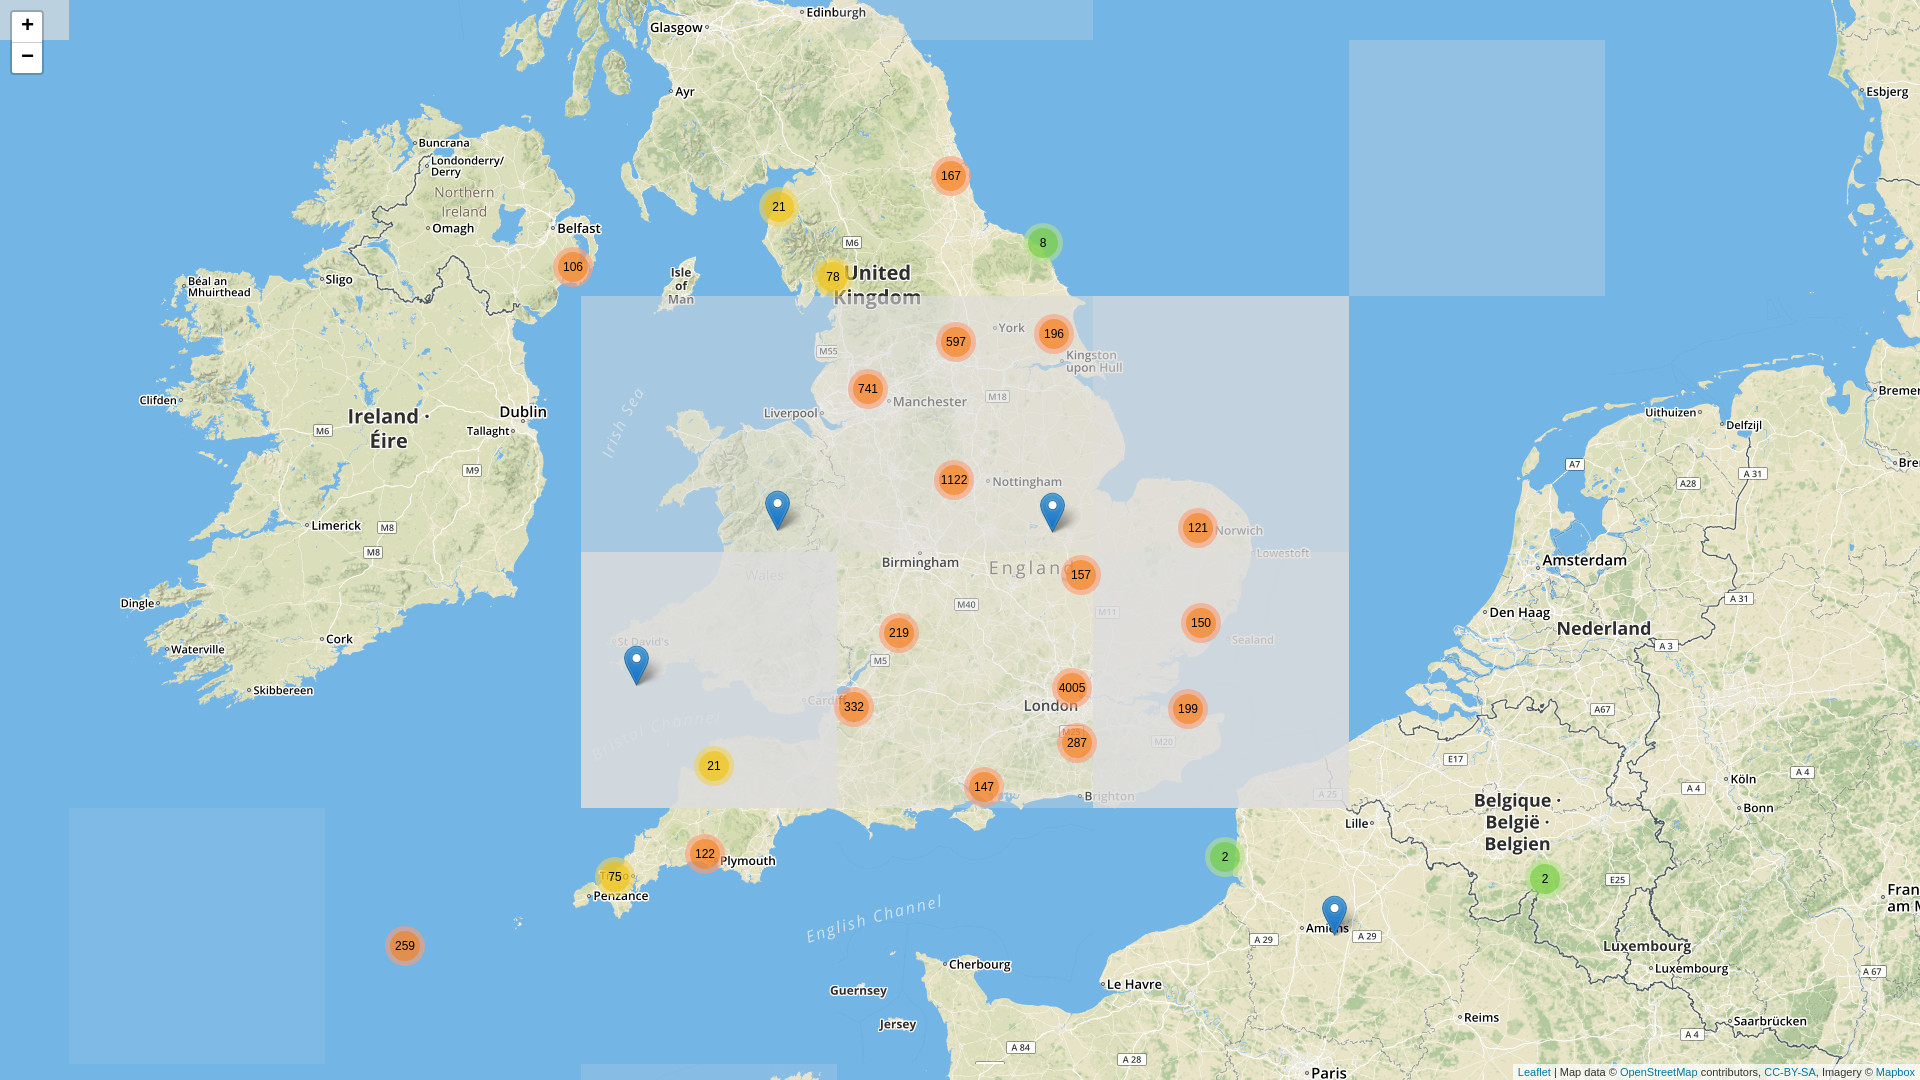 +
−
Glasgow
Edinburgh
Ayr
Esbjerg
Buncrana
Londonderry/
Derry
Northern
Ireland
Omagh
Belfast
167
21
8
M6
106
78
United
Kingdom
Isle
of
Man
Sligo
Béal an
Mhuirthead
York
196
597
M55
Kingston
upon Hull
741
Manchester
M18
Liverpool
Irish Sea
Clifden
Ireland ·
Éire
Dublin
Tallaght
M6
M9
Uithuizen
Delfzijl
Bremer
A7
A 31
A28
Bre
1122
Nottingham
Limerick
M8
M8
121
Norwich
Lowestoft
Birmingham
England
157
Wales
Amsterdam
Dingle
M40
M11
Den Haag
A 31
Nederland
Cork
Waterville
219
150
Sealand
St David's
M5
A 3
Skibbereen
4005
London
Cardiff
332
199
A67
Bristol Channel
M25
287
M20
E17
21
147
Brighton
A 25
Köln
A 4
A 4
Bonn
Belgique ·
België ·
Belgien
Lille
122
Plymouth
75
Penzance
2
2
E25
English Channel
259
Amiens
A 29
A 29
Fran
am M
Luxembourg
Luxembourg
A 67
Cherbourg
Le Havre
Guernsey
Jersey
Reims
Saarbrücken
A 84
A 28
A 4
Paris
Leaflet | Map data © OpenStreetMap contributors, CC-BY-SA, Imagery © Mapbox